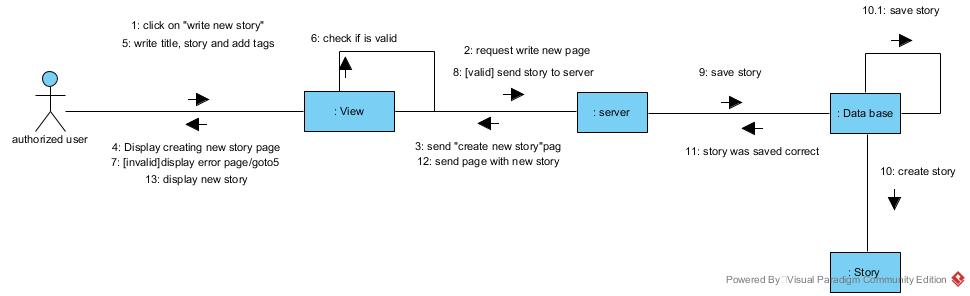 10.1: save story
1: click on "write new story"
5: write title, story and add tags
6: check if is valid
2: request write new page
8: [valid] send story to server
9: save story
: View
: server
: Data base
authorized user
4: Display creating new story page
7: [invalid]display error page/goto5
13: display new story
3: send "create new story"pag
12: send page with new story
11: story was saved correct
10: create story
: Story
Powered By Visual Paradigm Community Edition